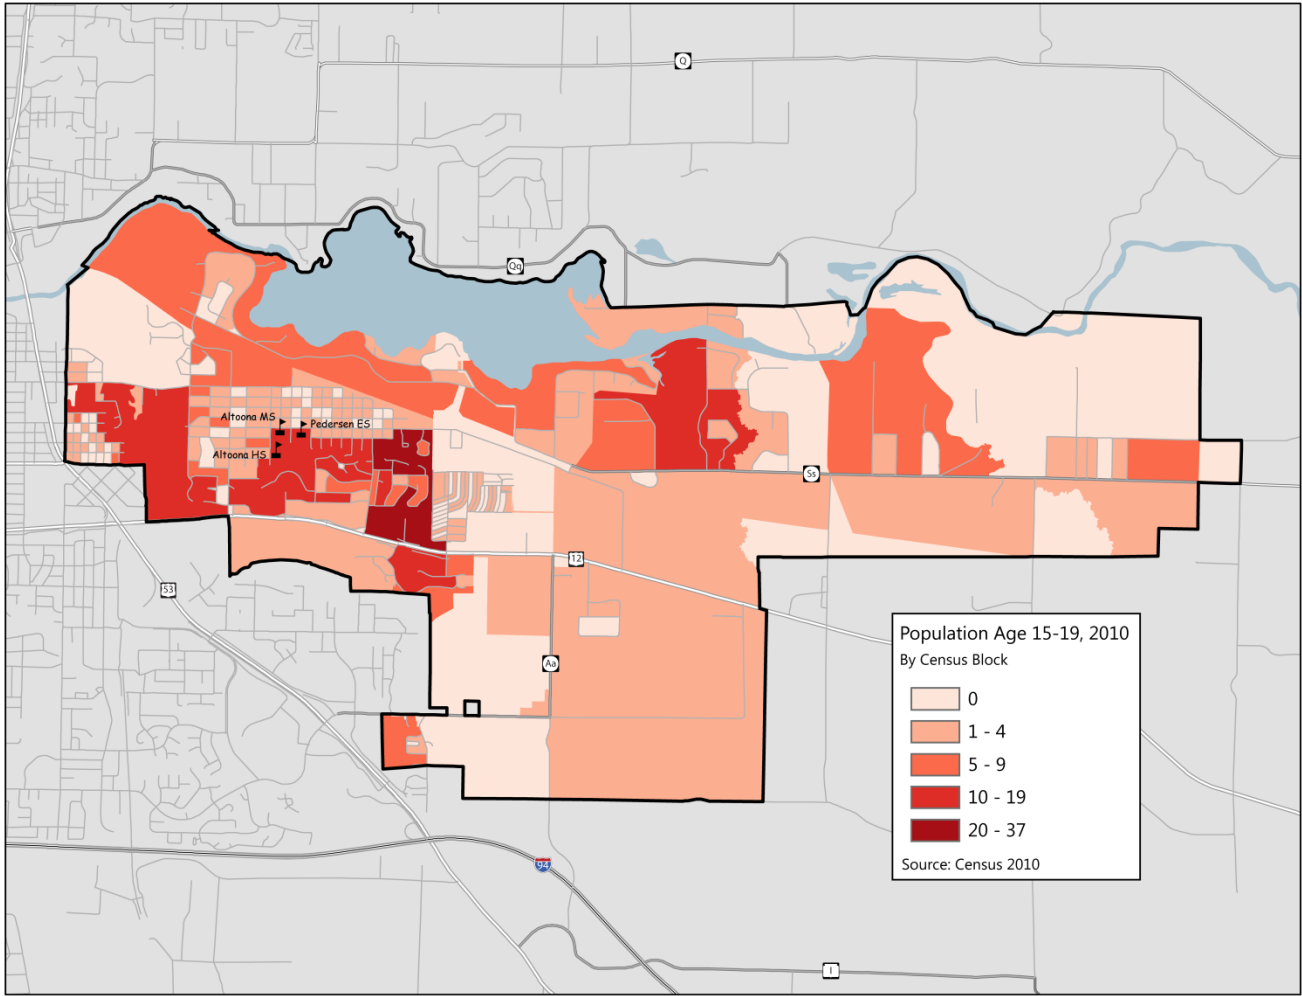 Q
Qq
Altoona MS
Pedersen ES
Altoona HS
Ss
12
53
Aa
Population Age 15-19, 2010
By Census Block
0
1 - 4
5 - 9
10 - 19
20 - 37
Source: Census 2010
94
I